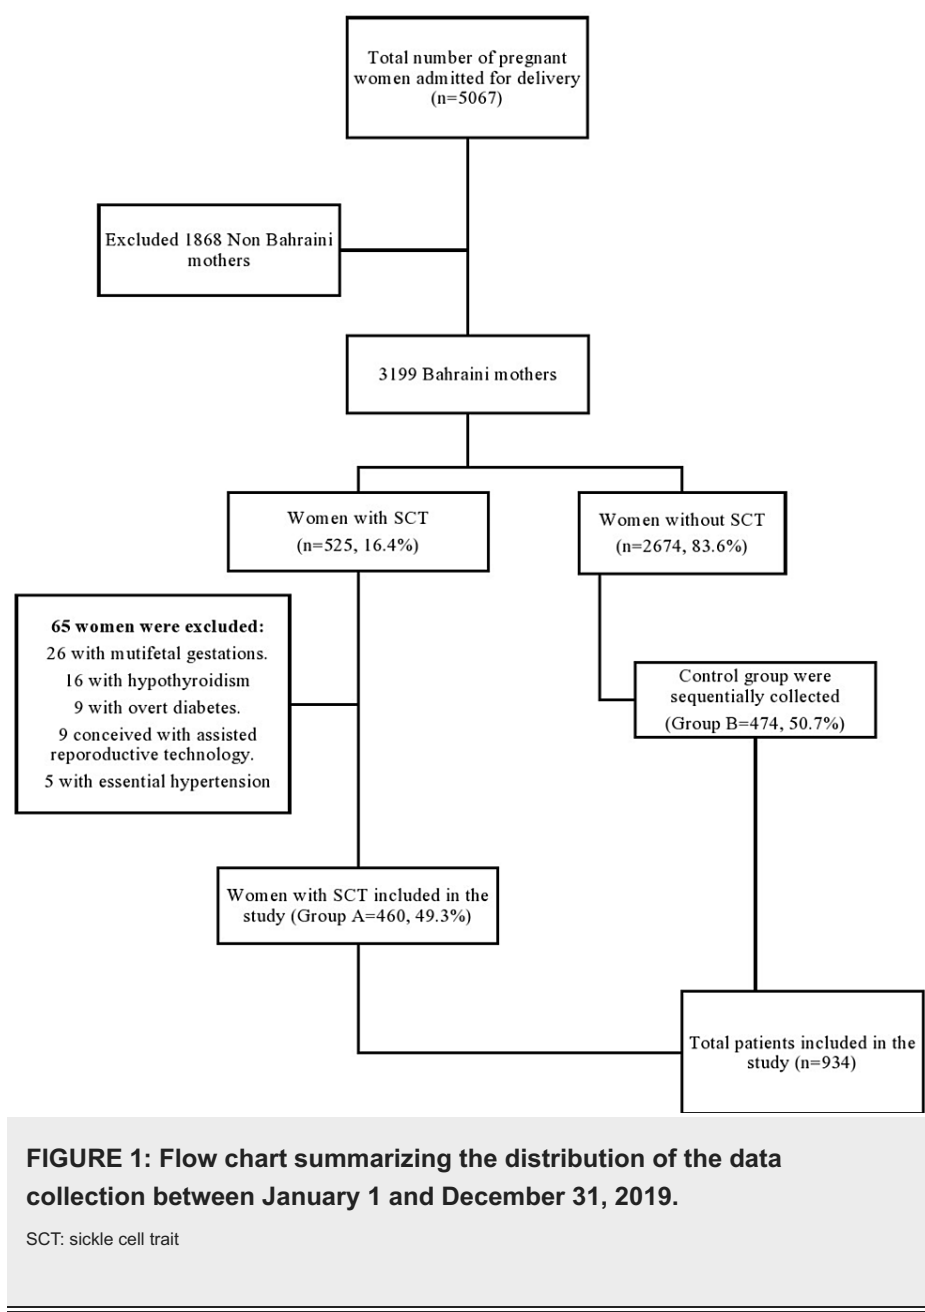 Total number of pregnant
women admitted for delivery
(n=5067)
Excluded 1868 Non Bahraini
mothers
3199 Bahraini mothers
Women with SCT
(n=525, 16.4%)
Women without SCT
(n=2674, 83.6%)
65 women were excluded:
26 with mutifetal gestations.
16 with hypothyroidism
9 with overt diabetes.
9 conceived with assisted
reporoductive technology.
5 with essential hypertension
Control group were
sequentially collected
(Group B=474, 50.7%)
Women with SCT included in the
study (Group A=460, 49.3%)
Total patients included in the
study (n=934)
FIGURE 1: Flow chart summarizing the distribution of the data
collection between January 1 and December 31, 2019.
SCT: sickle cell trait